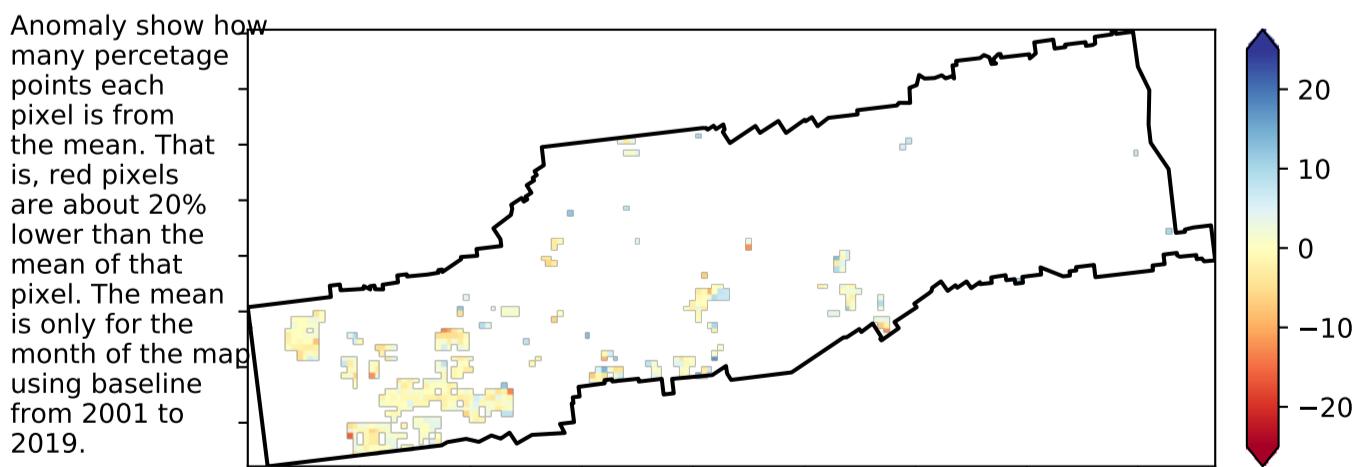 Anomaly show how
many percetage
points each
pixel is from
the mean. That
is, red pixels
are about 20%
lower than the
mean of that
pixel. The mean
is only for the
month of the map
using baseline
from 2001 to
2019.
20
10
0
−10
−20